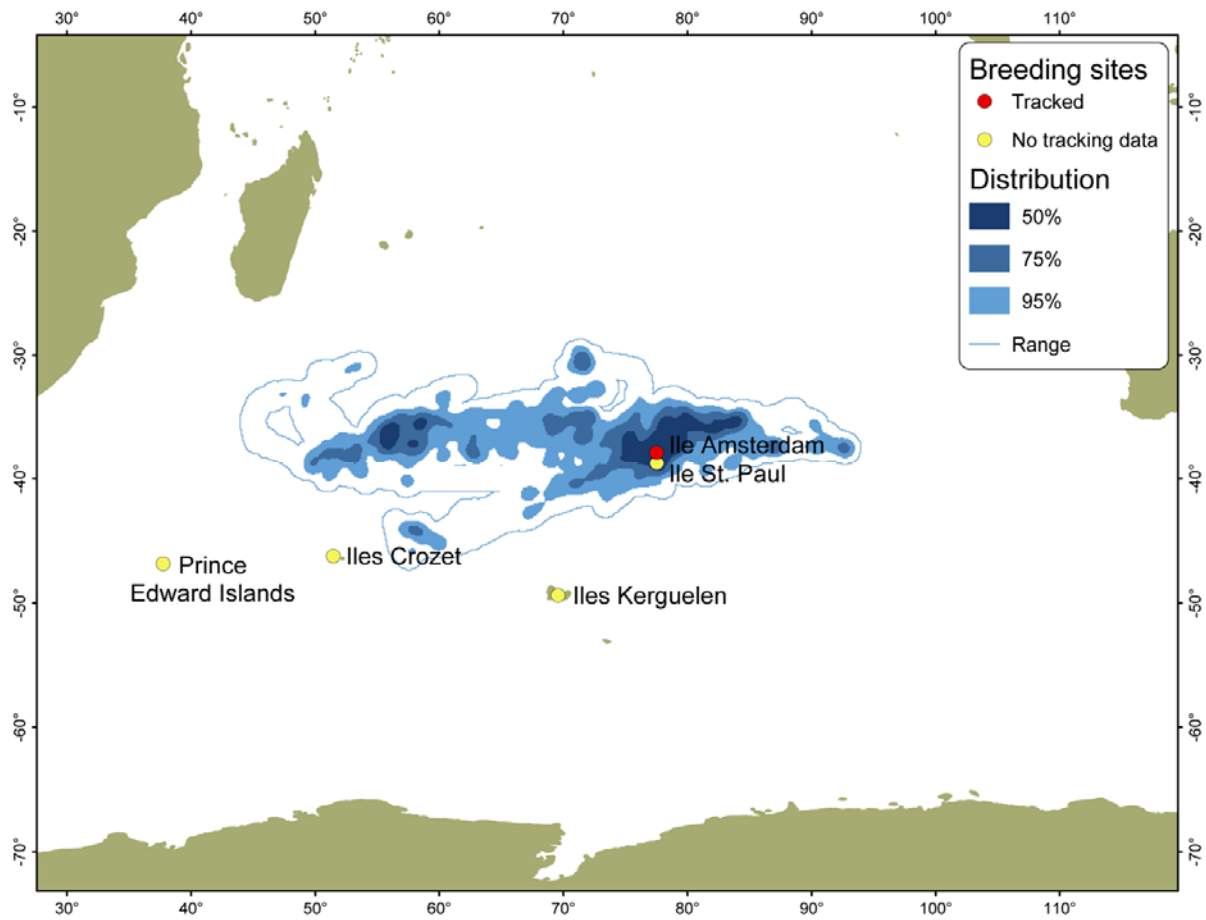 30° 40° 50° 60° 70° 80° 90° 100° 110°
-10°
-20°
-30°
-40°
-50°
-60°
-70°
Breeding sites
Tracked
No tracking data
Distribution
50%
75%
95%
Range
Ile Amsterdam
Ile St. Paul
Iles Crozet
Prince
Edward Islands
Iles Kerguelen
-10°
-20°
-30°
-40°
-50°
-60°
-70°
30° 40° 50° 60° 70° 80° 90° 100° 110°